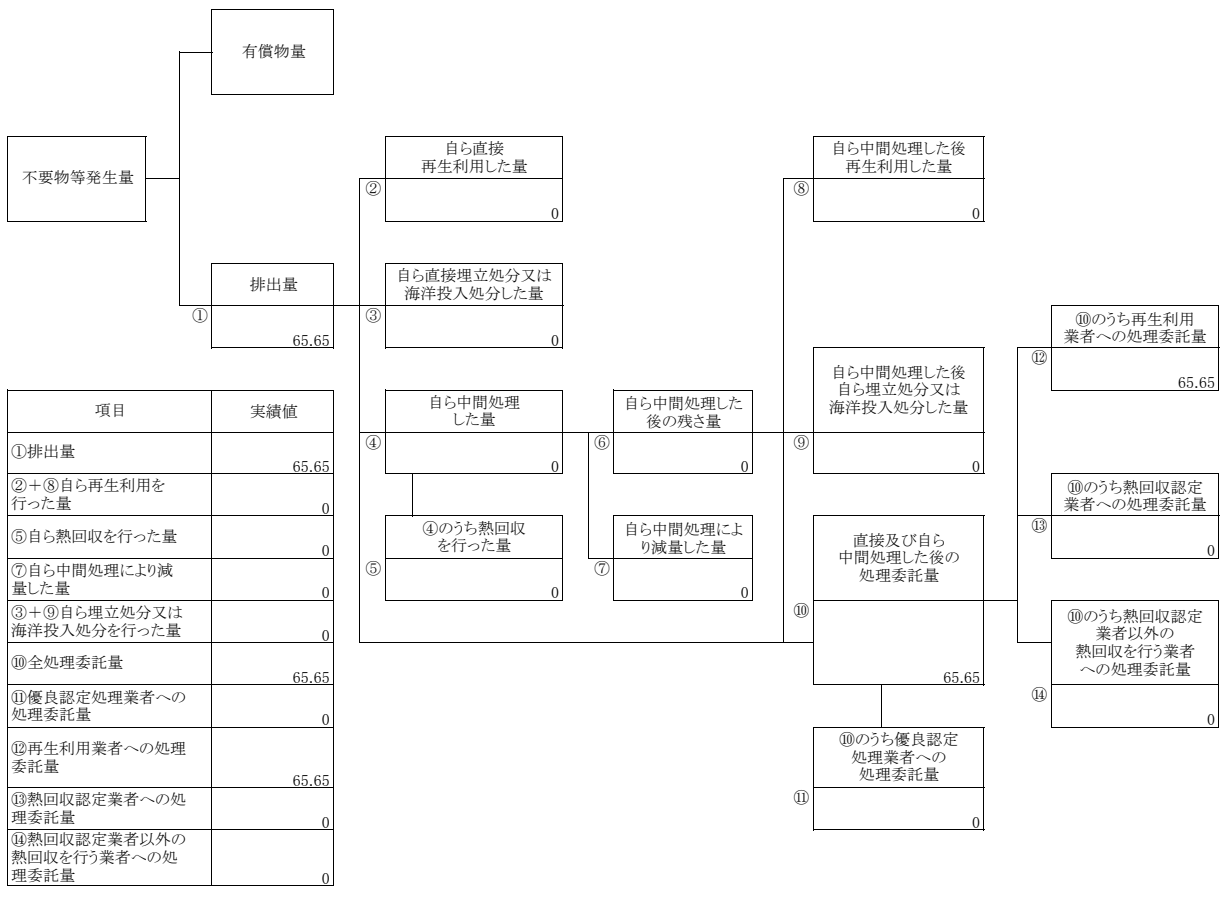 有償物量
不要物等発生量
排出量
①
65.65
自ら直接
再生利用した量
②
0
自ら直接埋立処分又は
海洋投入処分した量
③
0
自ら中間処理
した量
④
0
④のうち熱回収
を行った量
⑤
0
自ら中間処理した
後の残さ量
⑥
0
自ら中間処理によ
り減量した量
⑦
0
自ら中間処理した後
再生利用した量
⑧
0
自ら中間処理した後
自ら埋立処分又は
海洋投入処分した量
⑨
0
直接及び自ら
中間処理した後の
処理委託量
⑩
65.65
⑩のうち優良認定
処理業者への
処理委託量
⑪
0
⑩のうち再生利用
業者への処理委託量
⑫
65.65
⑩のうち熱回収認定
業者への処理委託量
⑬
0
⑩のうち熱回収認定
業者以外の
熱回収を行う業者
への処理委託量
⑭
0
項目 実績値
①排出量
65.65
②＋⑧自ら再生利用を
行った量
0
⑤自ら熱回収を行った量
0
⑦自ら中間処理により減
量した量
0
③＋⑨自ら埋立処分又は
海洋投入処分を行った量
0
⑩全処理委託量
65.65
⑪優良認定処理業者への
処理委託量
0
⑫再生利用業者への処理
委託量
65.65
⑬熱回収認定業者への処
理委託量
0
⑭熱回収認定業者以外の
熱回収を行う業者への処
理委託量
0